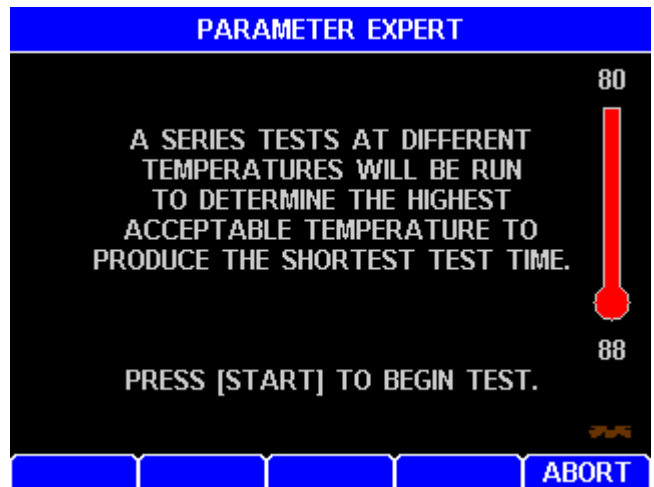 PARAMETER EXPERT
80
A SERIES TESTS AT DIFFERENT
TEMPERATURES WILL BE RUN
TO DETERMINE THE HIGHEST
ACCEPTABLE TEMPERATURE TO
PRODUCE THE SHORTEST TEST TIME.
88
PRESS [START] TO BEGIN TEST.
ABORT